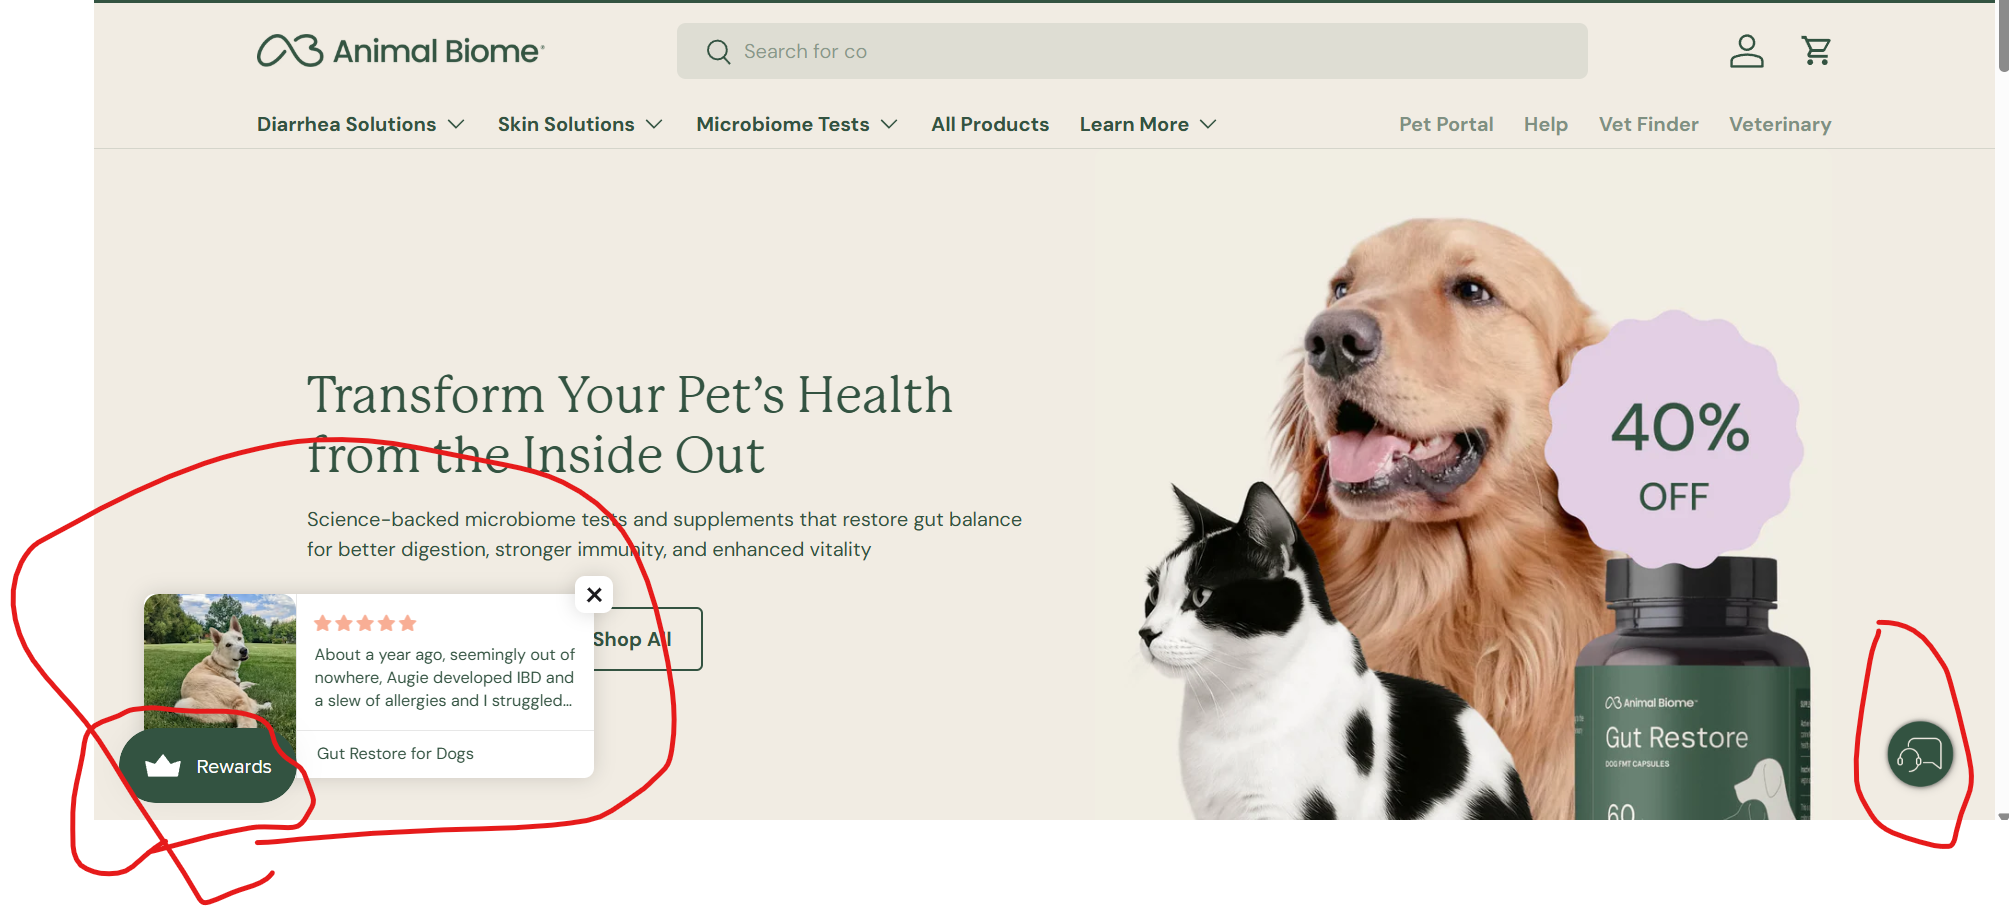 Animal Biome
Search for co
Diarrhea Solutions
Skin Solutions
Microbiome Tests
All Products
Learn More
Pet Portal
Help
Vet Finder
Veterinary
Transform Your Pet’s Health
from the Inside Out
Science-backed microbiome tests and supplements that restore gut balance
for better digestion, stronger immunity, and enhanced vitality
Shop All
About a year ago, seemingly out of
nowhere, Augie developed IBD and
a slew of allergies and I struggled...
Gut Restore for Dogs
Rewards
40%
OFF
Animal Biome™
Gut Restore
DOG FMT CAPSULES
60